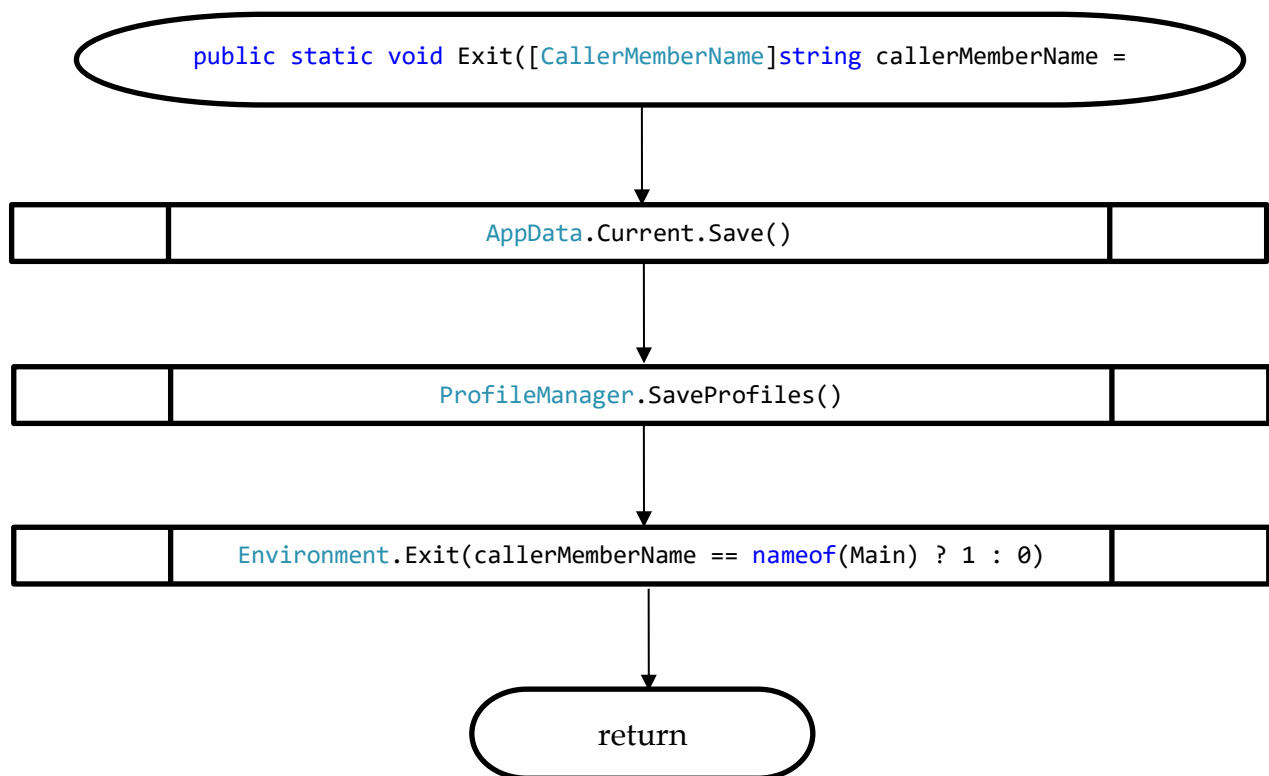 public static void Exit([CallerMemberName]string callerMemberName =
AppData.Current.Save()
ProfileManager.SaveProfiles()
Environment.Exit(callerMemberName == nameof(Main) ? 1 : 0)
return